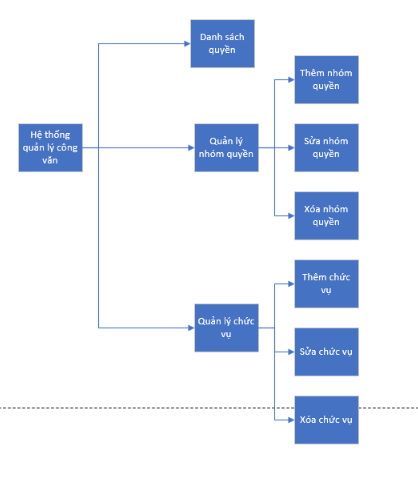 Danh sách
quyền
Thêm nhóm
quyền
Hệ thống
quản lý công
văn
Quản lý
nhóm quyền
Sửa nhóm
quyền
Xóa nhóm
quyền
Thêm chức
vụ
Quản lý chức
vụ
Sửa chức vụ
Xóa chức vụ